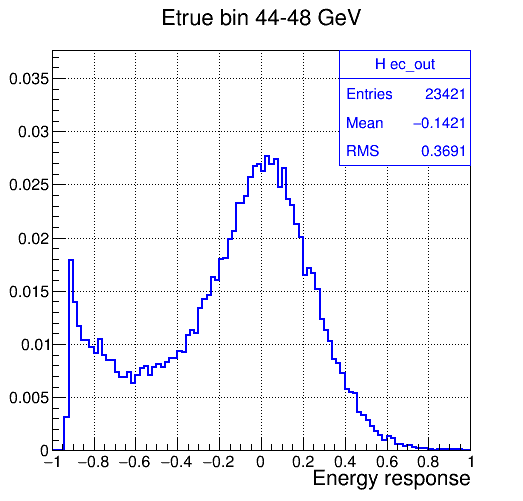 Etrue bin 44-48 GeV
H ec_out
Entries 23421
Mean −0.1421
RMS 0.3691
0.035
0.03
0.025
0.02
0.015
0.01
0.005
0
−1 −0.8 −0.6 −0.4 −0.2 0 0.2 0.4 0.6 0.8 1
Energy response